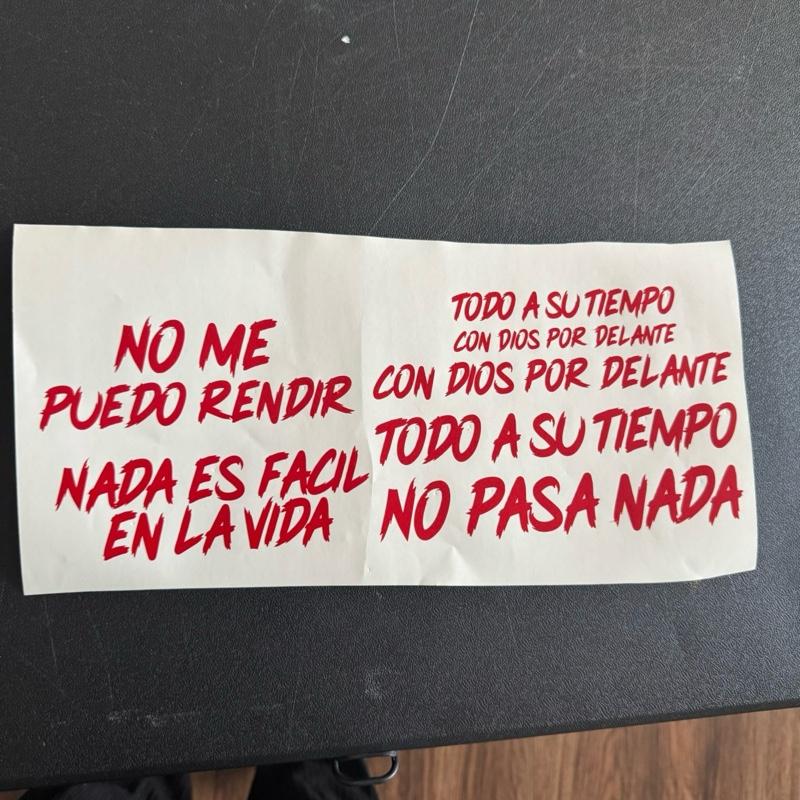 NO ME
PUEDO RENDIR
NADA ES FACIL
EN LA VIDA
TODO A SU TIEMPO
CON DIOS POR DELANTE
CON DIOS POR DELANTE
TODO A SU TIEMPO
NO PASA NADA